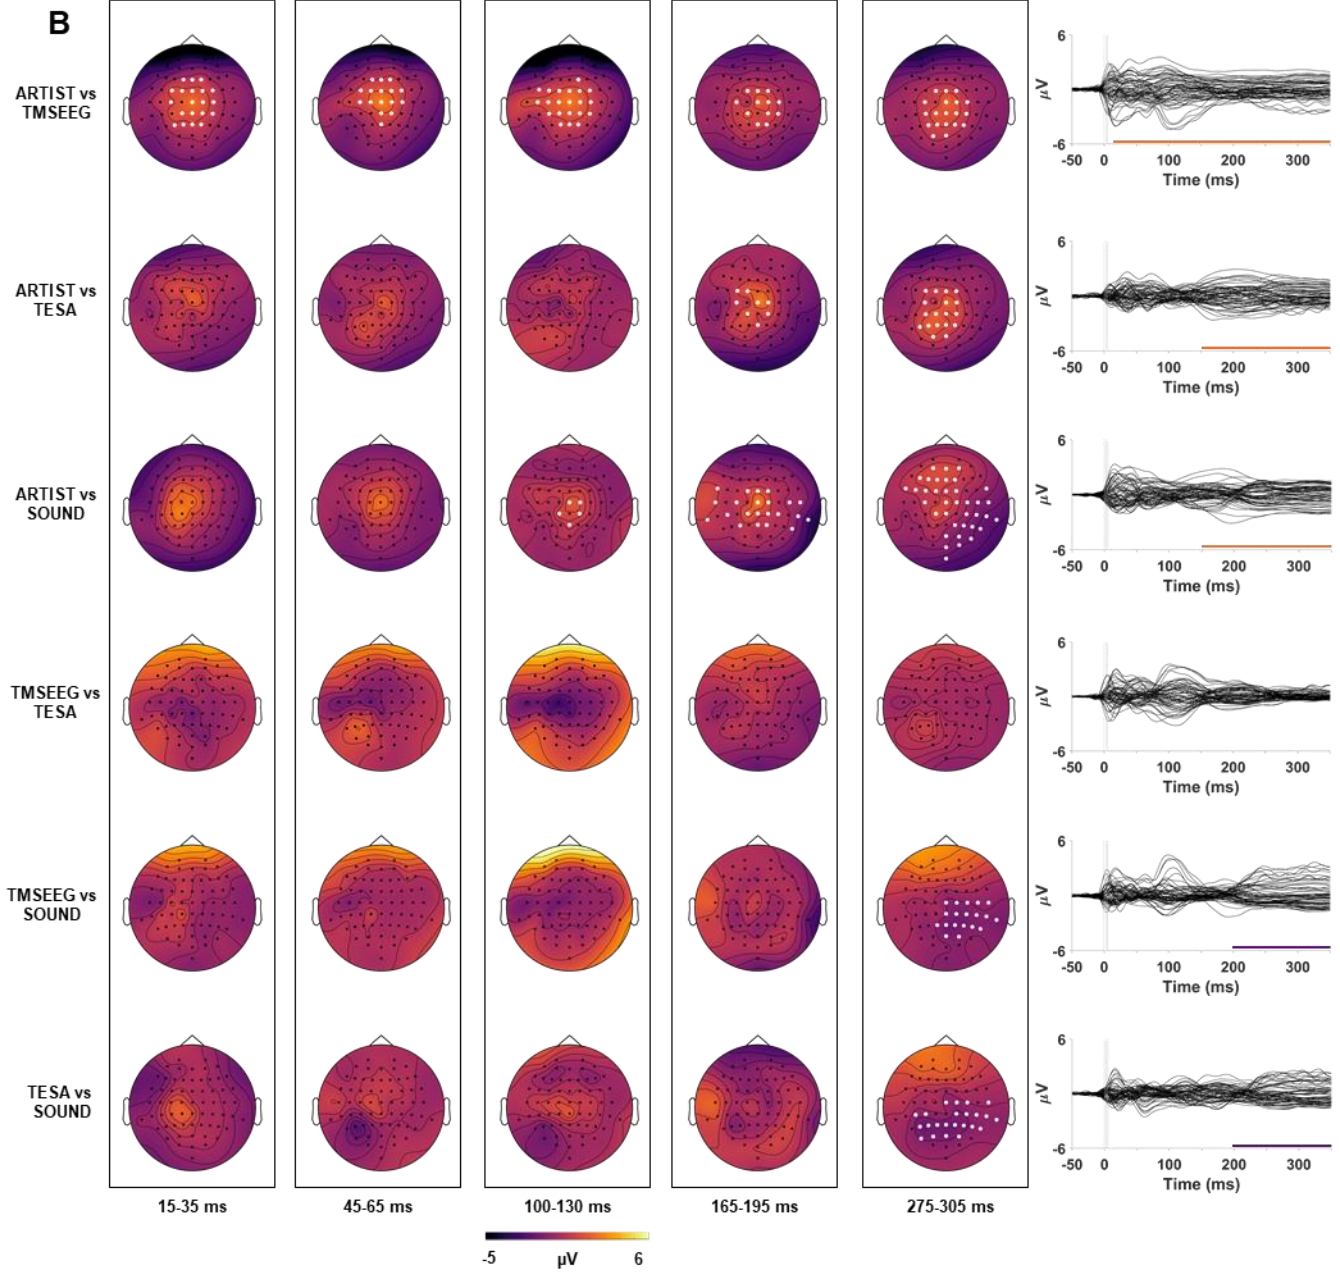 B
ARTIST vs
TMSEEG
6
µV
-6
-50 0 100 200 300
Time (ms)
ARTIST vs
TESA
6
µV
-6
-50 0 100 200 300
Time (ms)
ARTIST vs
SOUND
6
µV
-6
-50 0 100 200 300
Time (ms)
TMSEEG vs
TESA
6
µV
-6
-50 0 100 200 300
Time (ms)
TMSEEG vs
SOUND
6
µV
-6
-50 0 100 200 300
Time (ms)
TESA vs
SOUND
6
µV
-6
-50 0 100 200 300
Time (ms)
15-35 ms 45-65 ms 100-130 ms 165-195 ms 275-305 ms
-5 µV 6